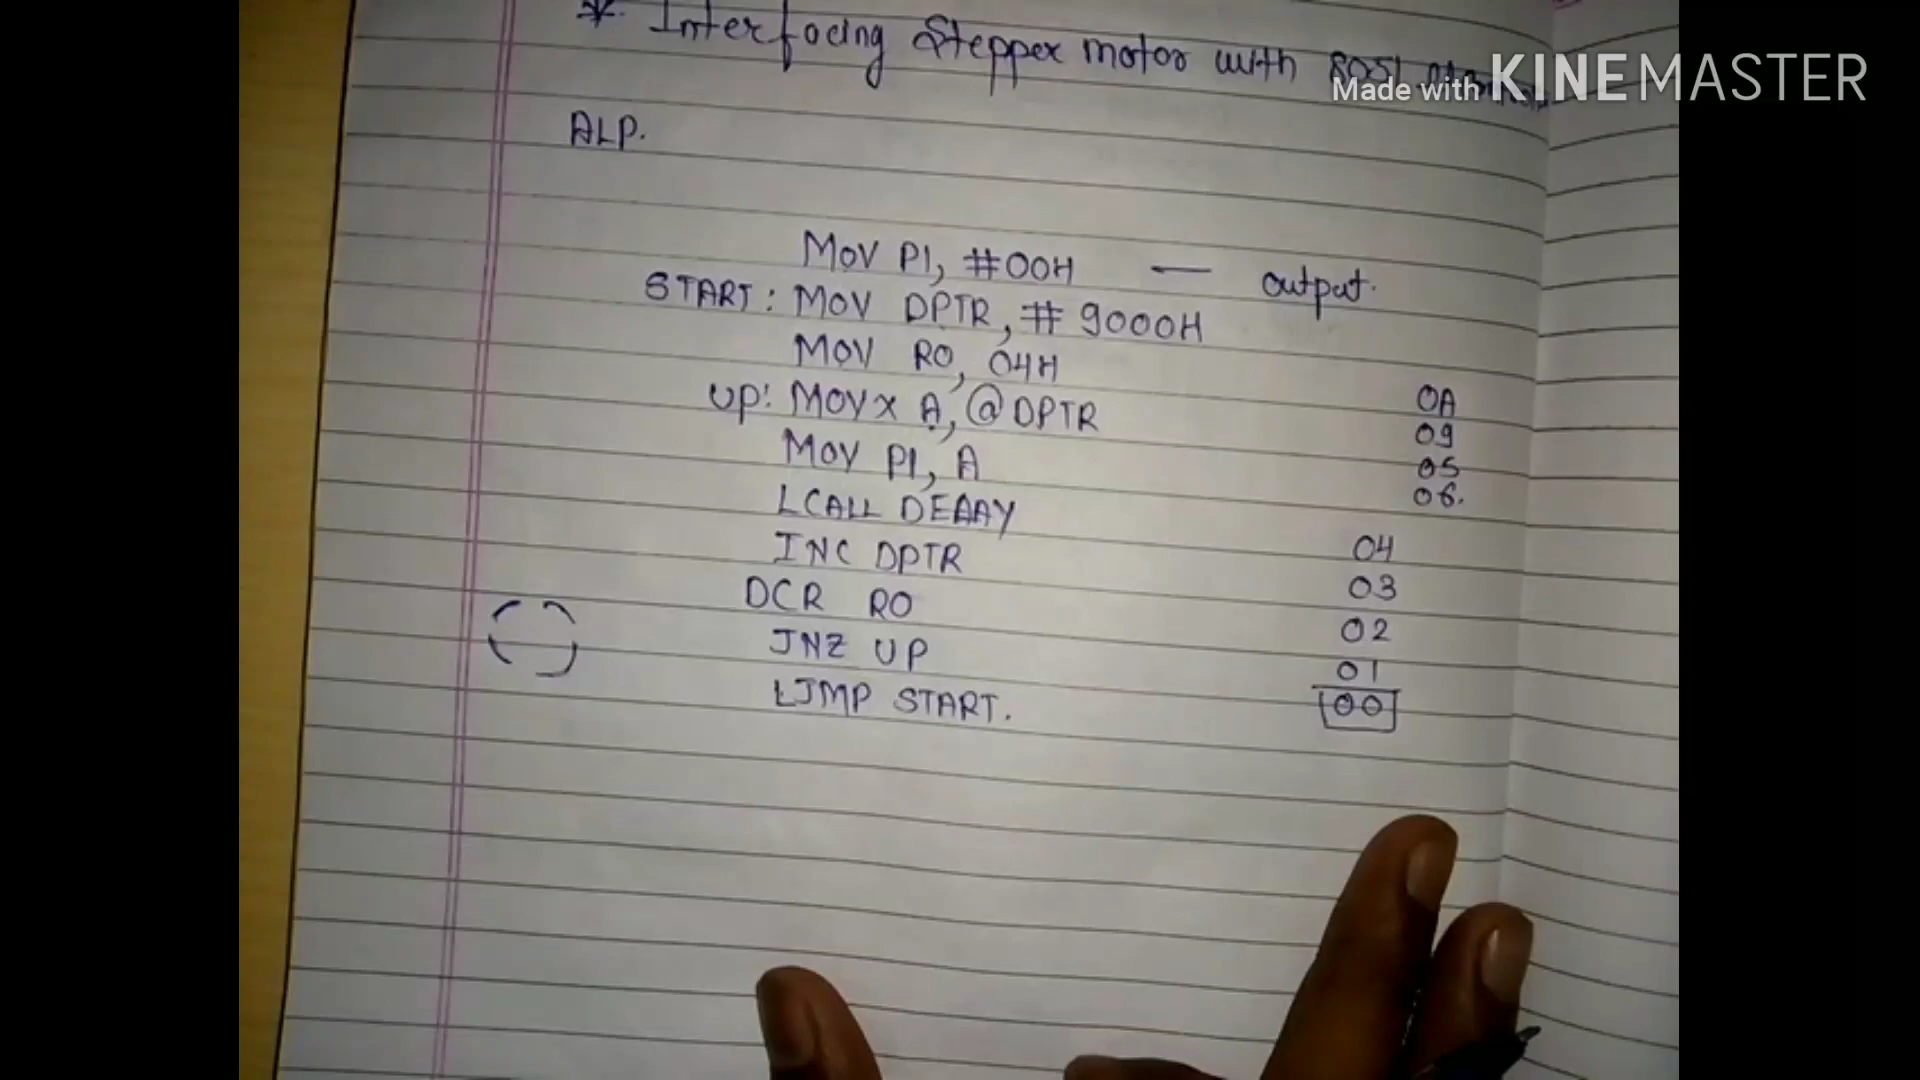 * Interfacing Stepper motor with 8051
Made with KINEMASTER
ALP.
MOV P1, #00H — output.
START: MOV DPTR, # 9000H
MOV R0, 04H
UP: MOVX A, @DPTR
MOV P1, A
LCALL DEAAY
INC DPTR
DCR R0
JNZ UP
LJMP START.
0A
09
05
06.
04
03
02
01
00